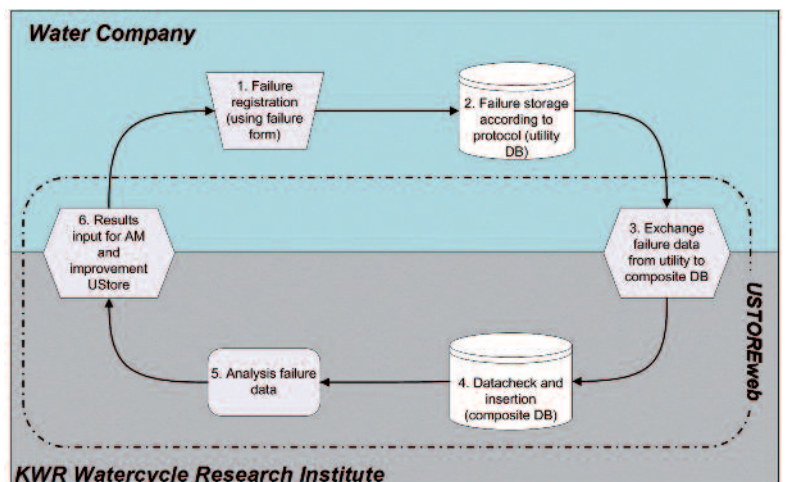 Water Company
1. Failure
registration
(using failure
form)
2. Failure storage
according to
protocol (utility
DB)
3. Exchange
failure data
from utility to
composite DB
4. Datacheck and
insertion
(composite DB)
5. Analysis failure
data
6. Results
input for AM
and
improvement
UStore
USTOREweb
KWR Watercycle Research Institute